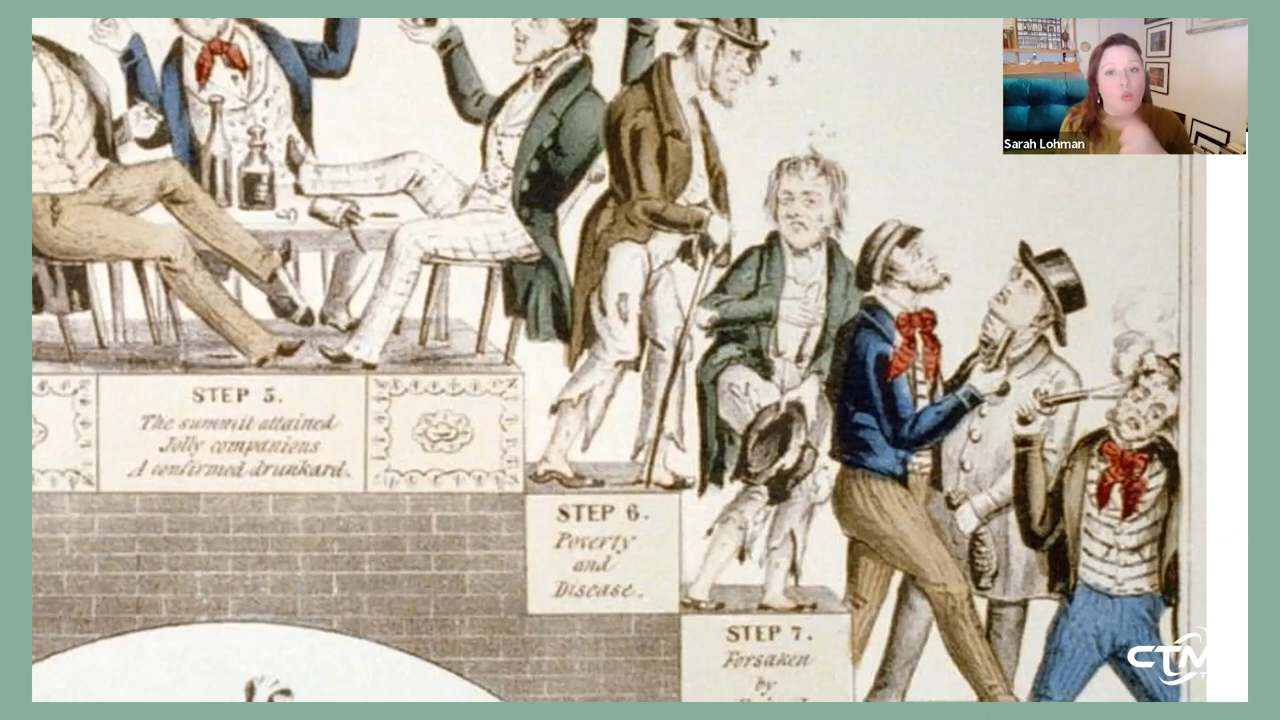 Sarah Lohman
STEP 5.
The summit attained
Jolly companions
A confirmed drunkard.
STEP 6.
Poverty
and
Disease.
STEP 7.
Forsaken
by
CTM